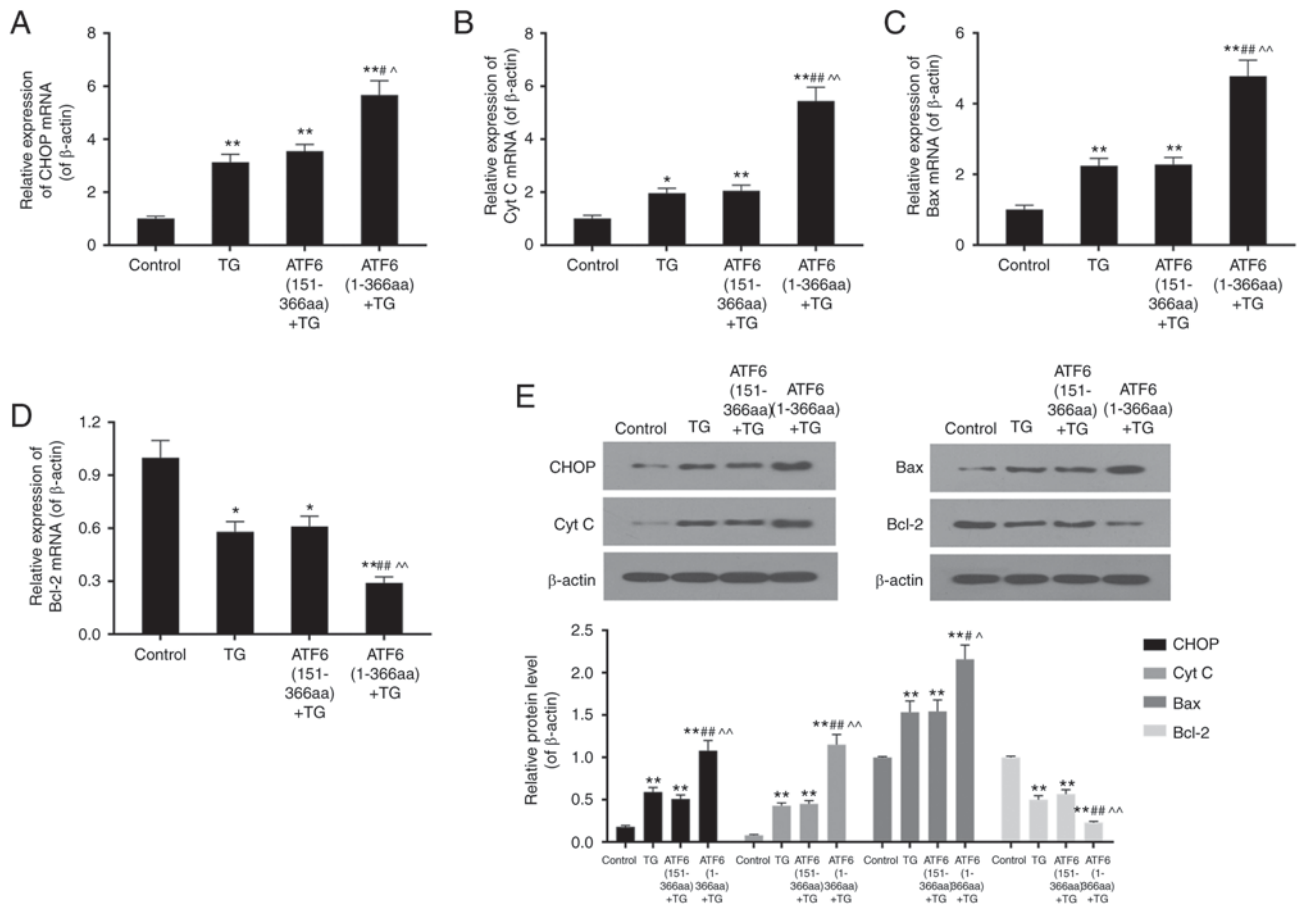 A
Relative expression
of CHOP mRNA
(of β-actin)
8
6
4
2
0
**
**
**# ^
Control
TG
ATF6
(151-
366aa)
+TG
ATF6
(1-366aa)
+TG
B
Relative expression of
Cyt C mRNA (of β-actin)
8
6
4
2
0
*
**
**## ^^
Control
TG
ATF6
(151-
366aa)
+TG
ATF6
(1-366aa)
+TG
C
Relative expression of
Bax mRNA (of β-actin)
6
4
2
0
**
**
**## ^^
Control
TG
ATF6
(151-
366aa)
+TG
ATF6
(1-366aa)
+TG
D
Relative expression of
Bcl-2 mRNA (of β-actin)
1.2
0.9
0.6
0.3
0.0
*
*
**## ^^
Control
TG
ATF6
(151-
366aa)
+TG
ATF6
(1-366aa)
+TG
E
Control
TG
ATF6
(151-
366aa)
+TG
ATF6
(1-366aa)
+TG
CHOP
Cyt C
β-actin
Control
TG
ATF6
(151-
366aa)
+TG
ATF6
(1-366aa)
+TG
Bax
Bcl-2
β-actin
Relative protein level
(of β-actin)
2.5
2.0
1.5
1.0
0.5
0.0
**
**
**## ^^
**
**
**## ^^
**
**
**# ^
**
**
**## ^^
Control
TG
ATF6
(151-
366aa)
+TG
ATF6
(1-
366aa)
+TG
Control
TG
ATF6
(151-
366aa)
+TG
ATF6
(1-
366aa)
+TG
Control
TG
ATF6
(151-
366aa)
+TG
ATF6
(1-
366aa)
+TG
Control
TG
ATF6
(151-
366aa)
+TG
ATF6
(1-
366aa)
+TG
CHOP
Cyt C
Bax
Bcl-2